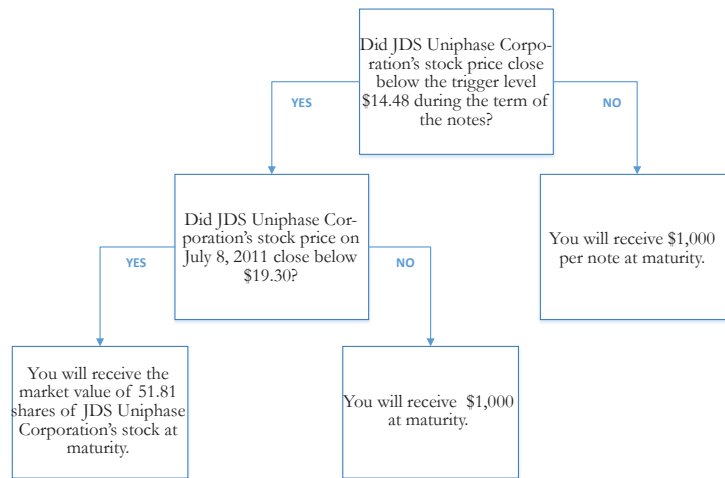 Did JDS Uniphase Corpo-
ration's stock price close
below the trigger level
$14.48 during the term of
the notes?
YES
NO
Did JDS Uniphase Cor-
poration's stock price on
July 8, 2011 close below
$19.30?
You will receive $1,000
per note at maturity.
YES
NO
You will receive the
market value of 51.81
shares of JDS Uniphase
Corporation's stock at
maturity.
You will receive $1,000
at maturity.